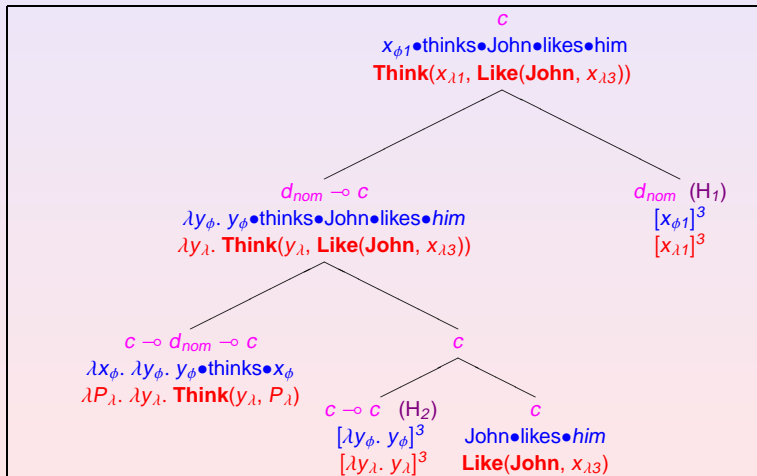 c
xϕ1•thinks•John•likes•him
Think(xλ1, Like(John, xλ3))
dnom ⊸ c
λyϕ. yϕ•thinks•John•likes•him
λyλ. Think(yλ, Like(John, xλ3))
dnom (H1)
[xϕ1]³
[xλ1]³
c ⊸ dnom ⊸ c
λxϕ. λyϕ. yϕ•thinks•xϕ
λPλ. λyλ. Think(yλ, Pλ)
c
c ⊸ c (H2)
[λyϕ. yϕ]³
[λyλ. yλ]³
c
John•likes•him
Like(John, xλ3)